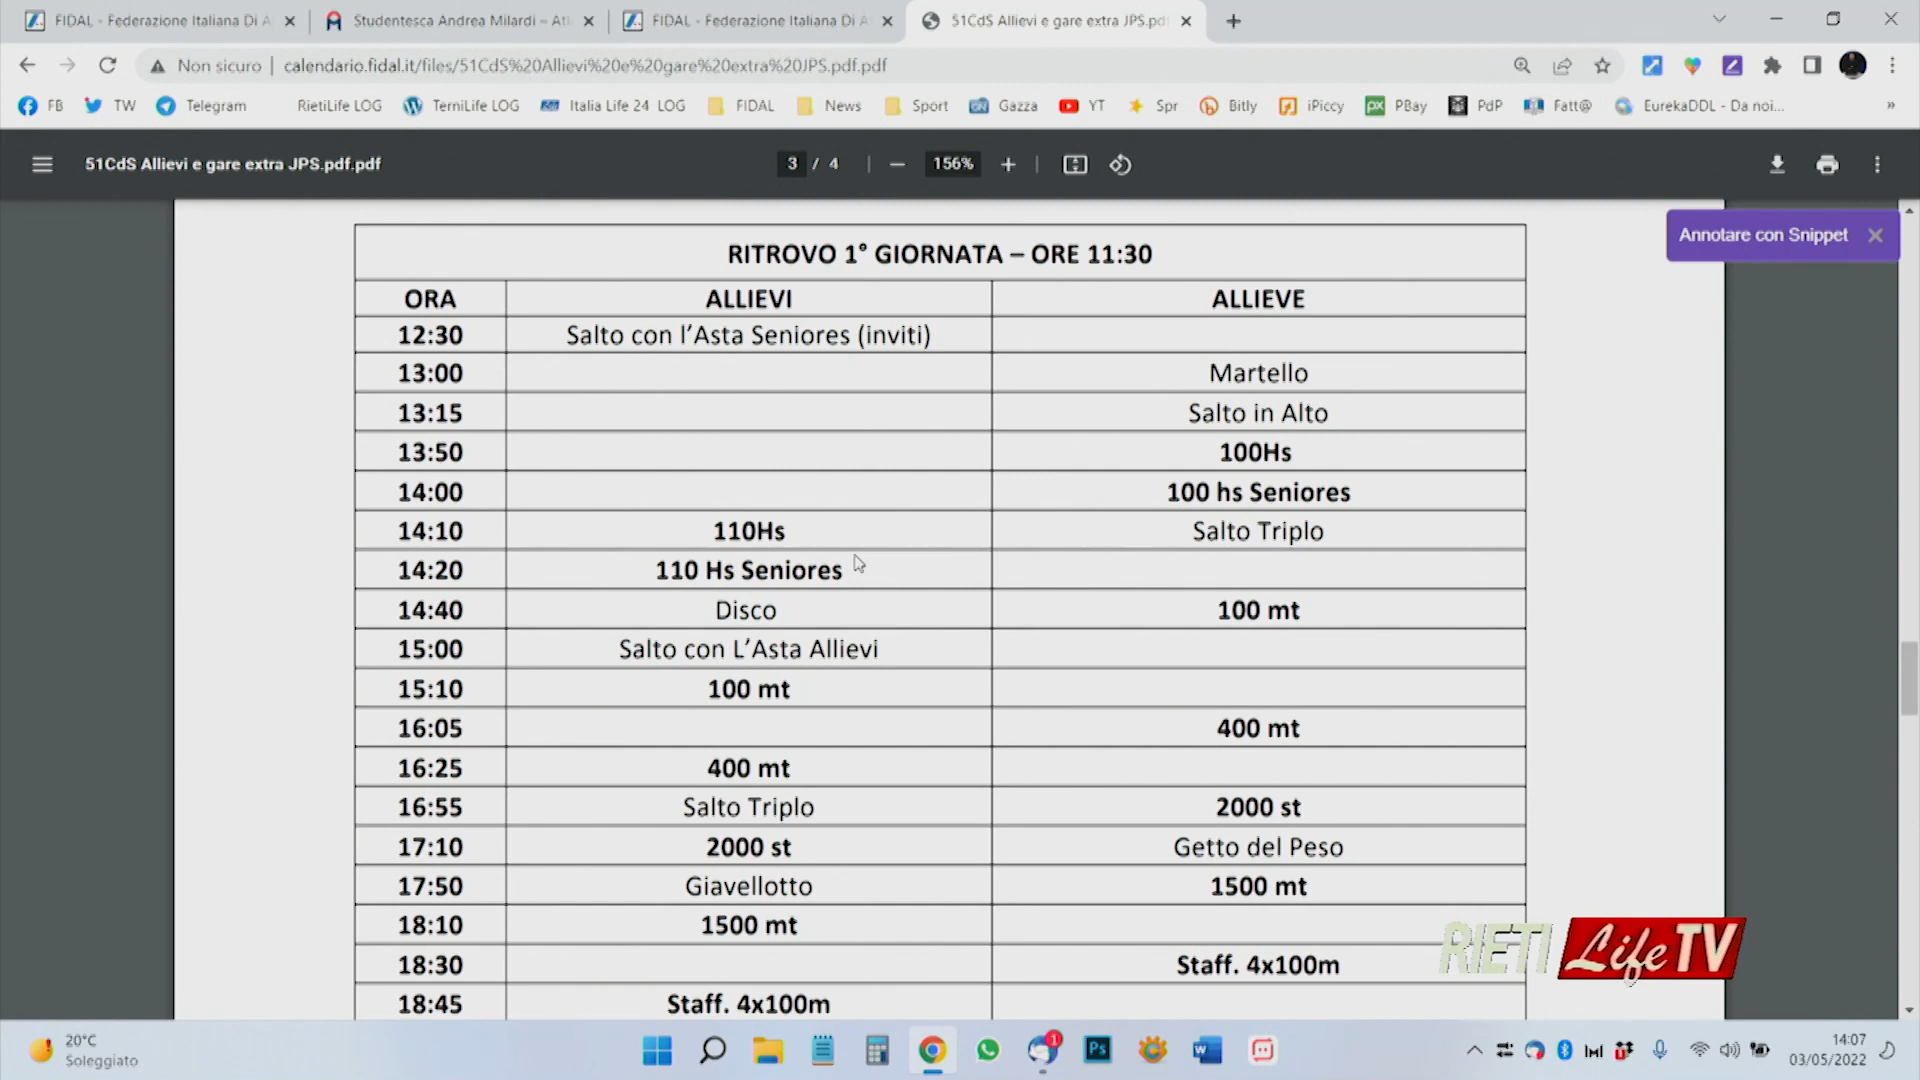 FIDAL - Federazione Italiana Di A
Studentesca Andrea Milardi – Atl
FIDAL - Federazione Italiana Di A
51CdS Allievi e gare extra JPS.pdf
Non sicuro
calendario.fidal.it/files/51CdS%20Allievi%20e%20gare%20extra%20JPS.pdf.pdf
FB
TW
Telegram
RietiLife LOG
TerniLife LOG
Italia Life 24 LOG
FIDAL
News
Sport
Gazza
YT
Spr
Bitly
iPiccy
PBay
PdP
Fatt@
EurekaDDL - Da noi...
51CdS Allievi e gare extra JPS.pdf.pdf
3 / 4
156%
Annotare con Snippet
RITROVO 1° GIORNATA – ORE 11:30
ORA ALLIEVI ALLIEVE
12:30 Salto con l’Asta Seniores (inviti)
13:00 Martello
13:15 Salto in Alto
13:50 100Hs
14:00 100 hs Seniores
14:10 110Hs Salto Triplo
14:20 110 Hs Seniores
14:40 Disco 100 mt
15:00 Salto con L’Asta Allievi
15:10 100 mt
16:05 400 mt
16:25 400 mt
16:55 Salto Triplo 2000 st
17:10 2000 st Getto del Peso
17:50 Giavellotto 1500 mt
18:10 1500 mt
18:30 Staff. 4x100m
18:45 Staff. 4x100m
RIETI Life TV
20°C
Soleggiato
1
Ps
14:07
03/05/2022